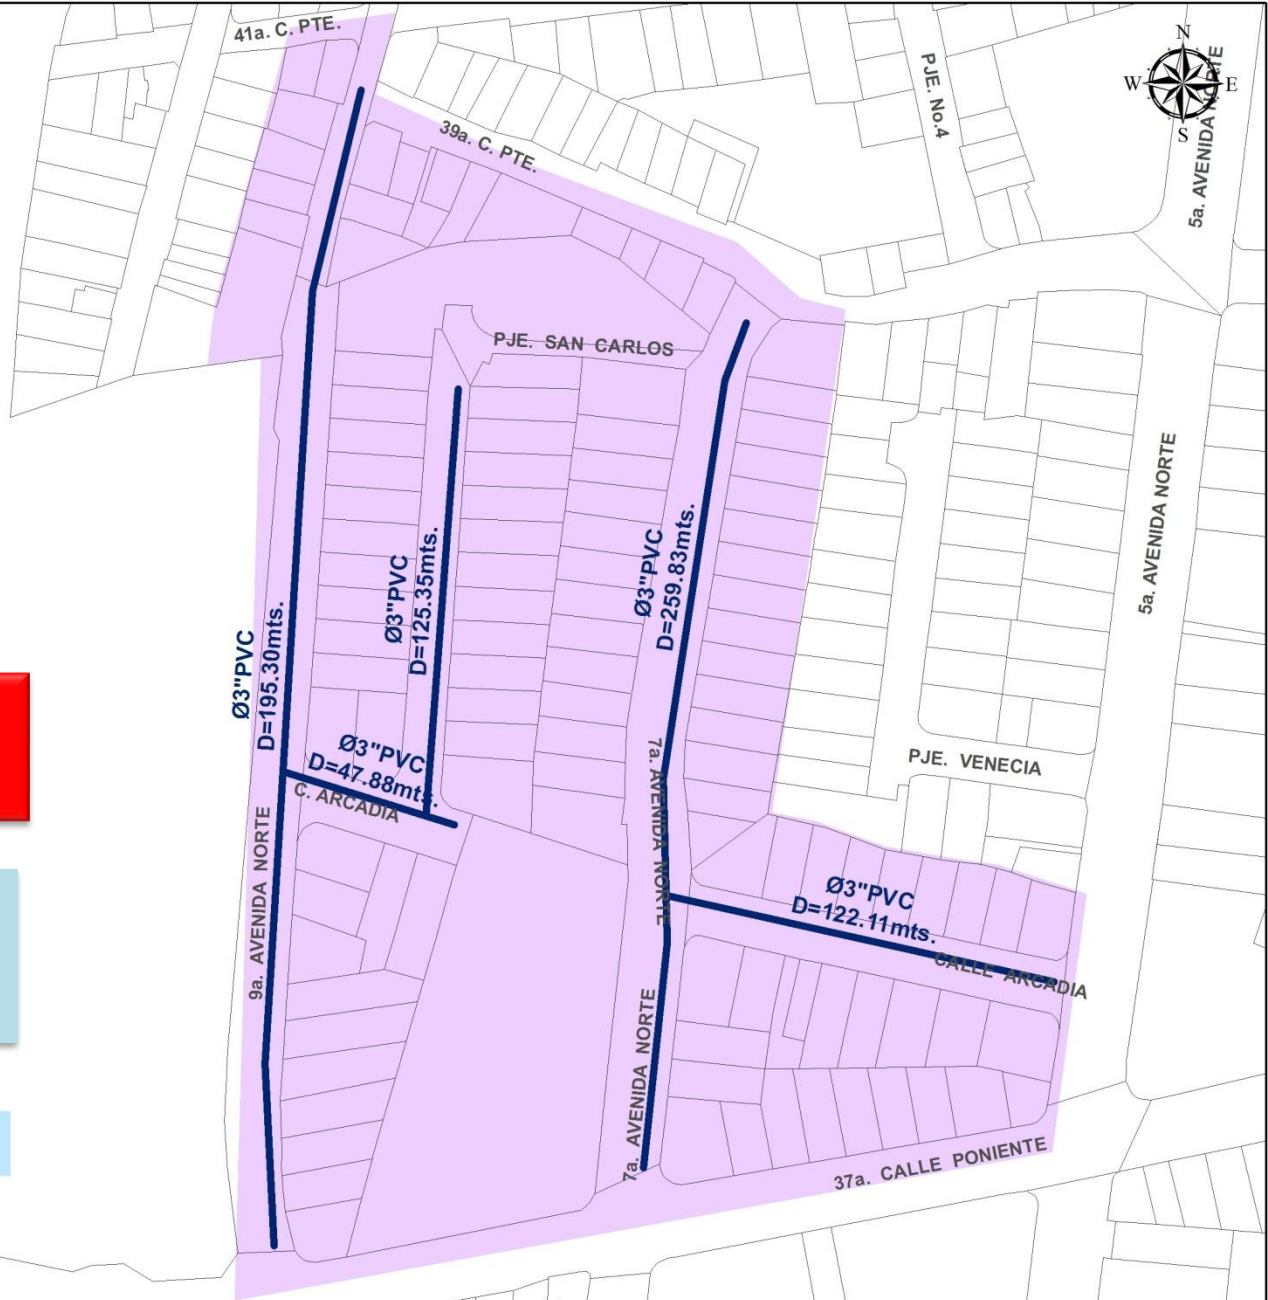 41a. C. PTE.
N
W
E
S
PJE. No.4
5a. AVENIDA NORTE
39a. C. PTE.
PJE. SAN CARLOS
5a. AVENIDA NORTE
Ø3"PVC
D=195.30mts.
Ø3"PVC
D=125.35mts.
Ø3"PVC
D=259.83mts.
Ø3"PVC
D=47.88mts.
C. ARCADIA
7a. AVENIDA NORTE
PJE. VENECIA
9a. AVENIDA NORTE
Ø3"PVC
D=122.11mts.
CALLE ARCADIA
7a. AVENIDA NORTE
37a. CALLE PONIENTE